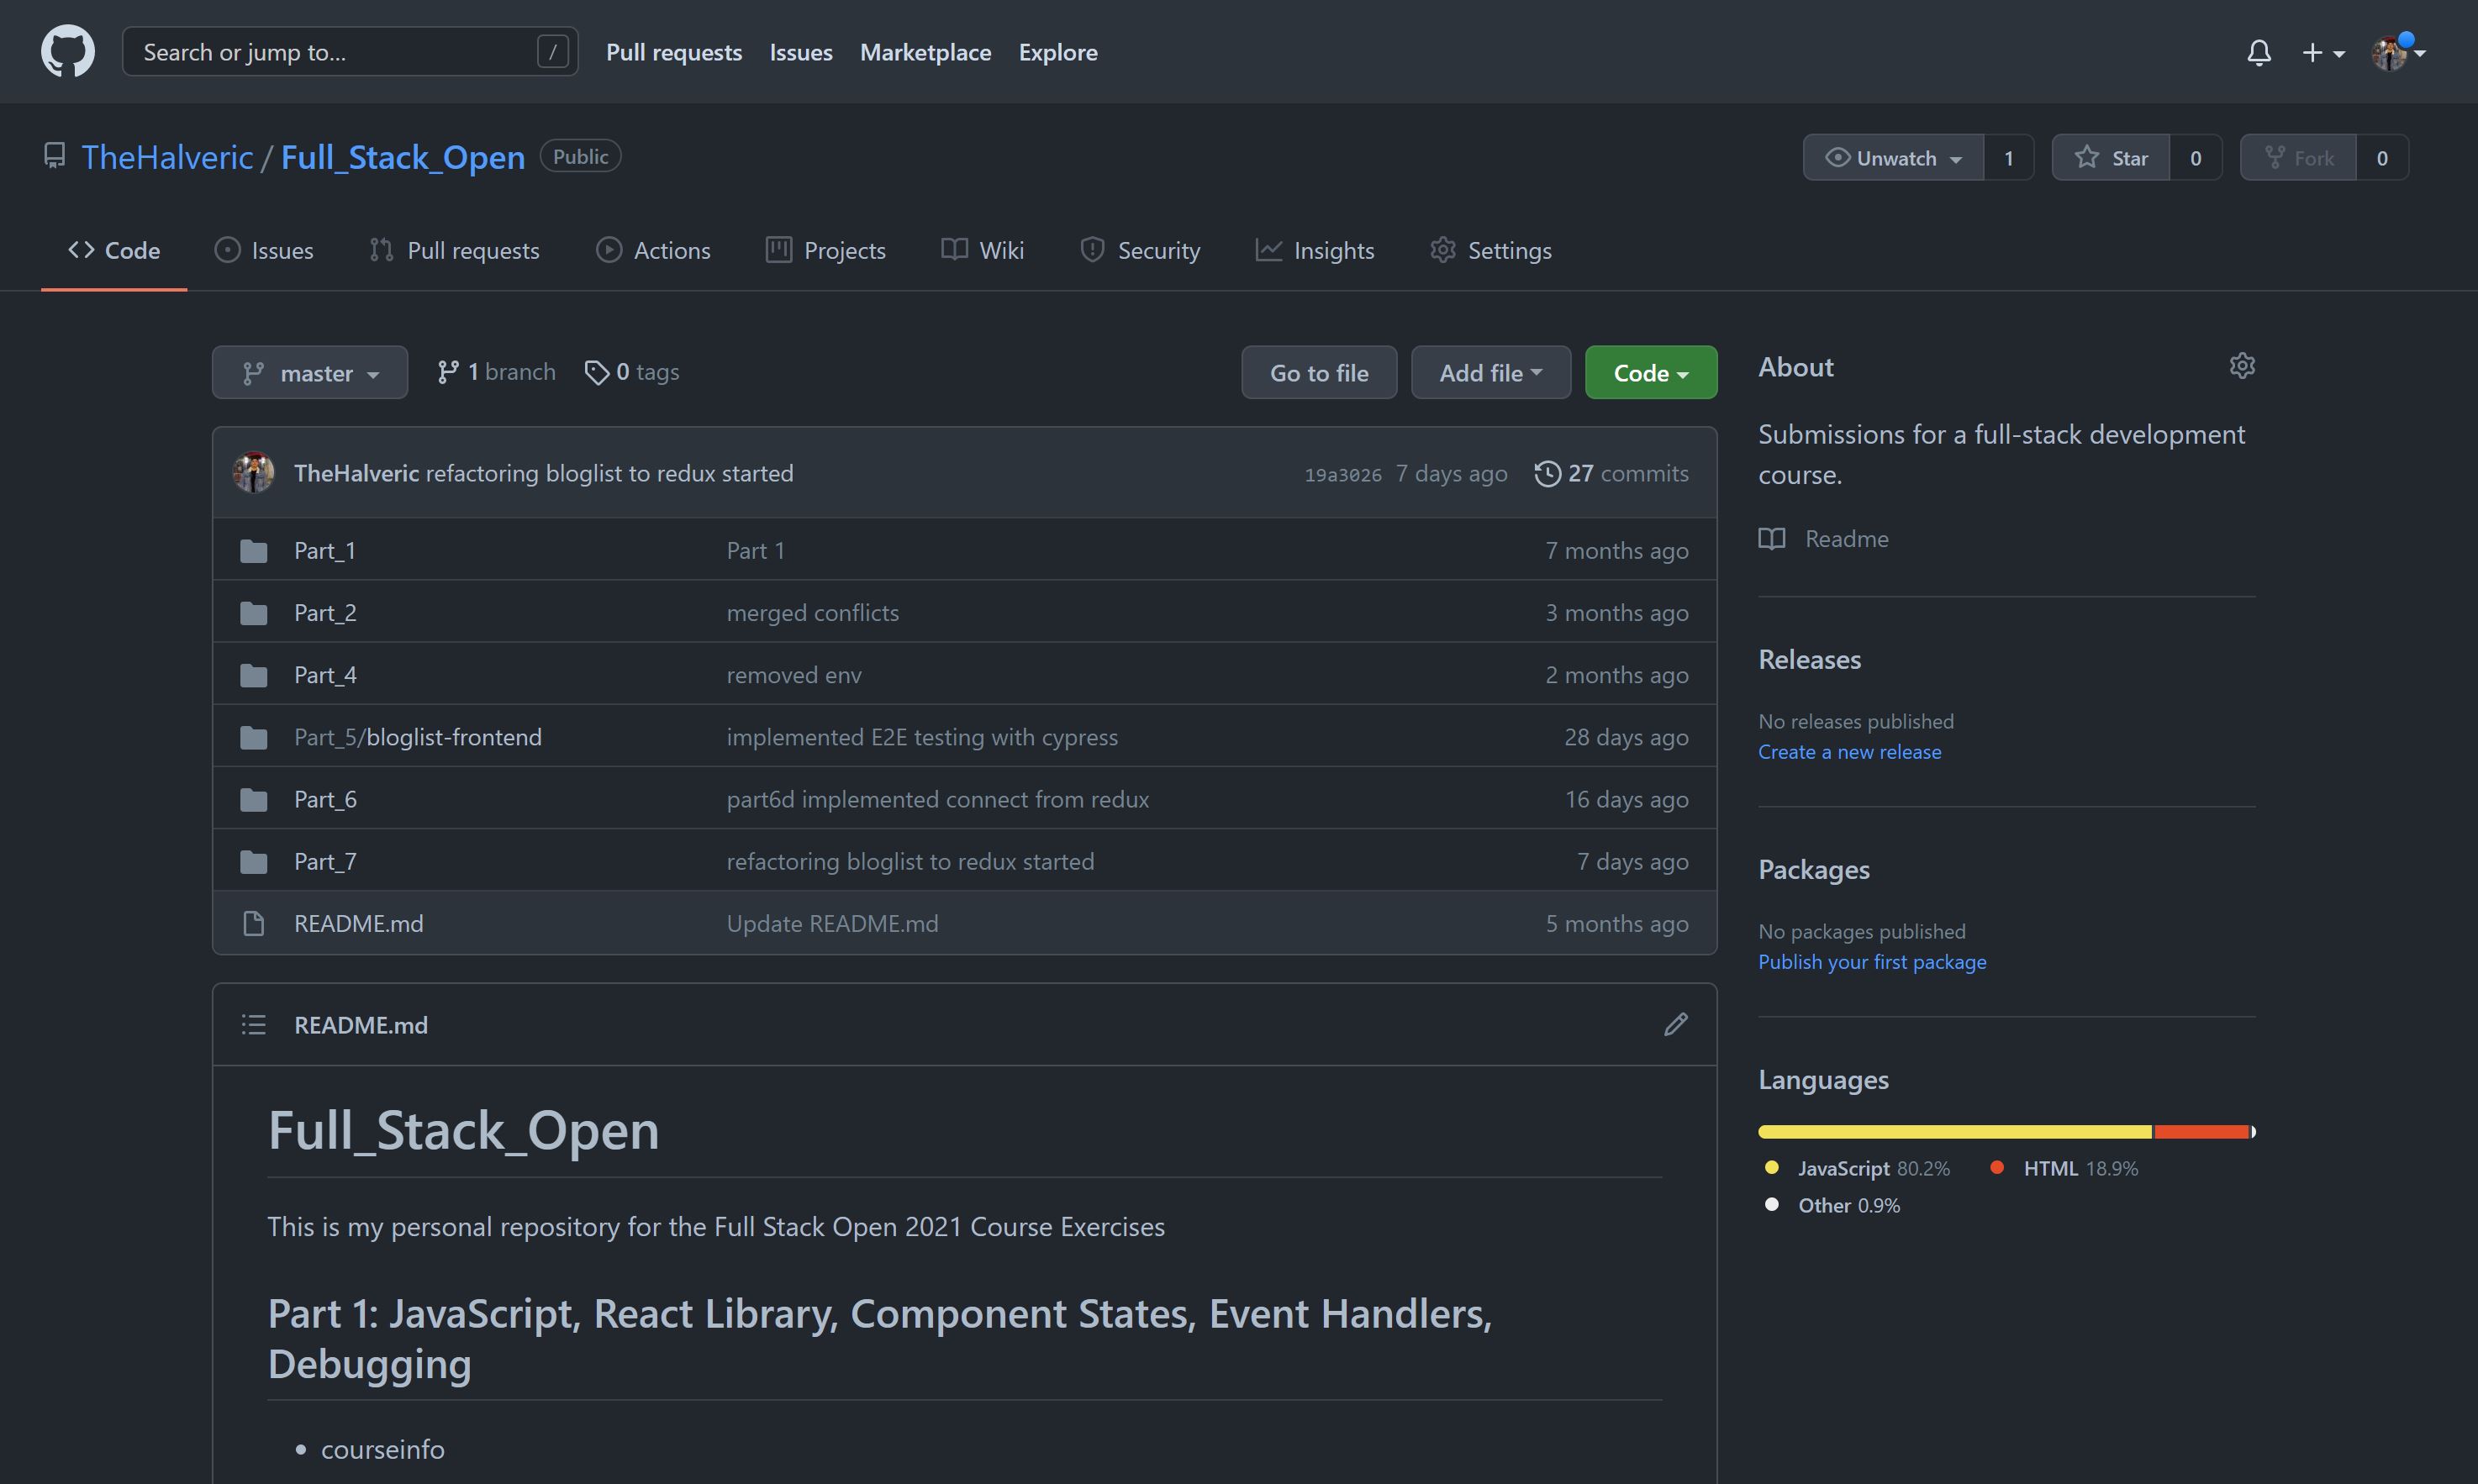 Search or jump to... /
Pull requests Issues Marketplace Explore
TheHalveric / Full_Stack_Open Public
Unwatch 1 Star 0 Fork 0
Code Issues Pull requests Actions Projects Wiki Security Insights Settings
master 1 branch 0 tags Go to file Add file Code
TheHalveric refactoring bloglist to redux started 19a3026 7 days ago 27 commits
Part_1 Part 1 7 months ago
Part_2 merged conflicts 3 months ago
Part_4 removed env 2 months ago
Part_5/bloglist-frontend implemented E2E testing with cypress 28 days ago
Part_6 part6d implemented connect from redux 16 days ago
Part_7 refactoring bloglist to redux started 7 days ago
README.md Update README.md 5 months ago
README.md
Full_Stack_Open
This is my personal repository for the Full Stack Open 2021 Course Exercises
Part 1: JavaScript, React Library, Component States, Event Handlers,
Debugging
courseinfo
About
Submissions for a full-stack development
course.
Readme
Releases
No releases published
Create a new release
Packages
No packages published
Publish your first package
Languages
JavaScript 80.2% HTML 18.9%
Other 0.9%